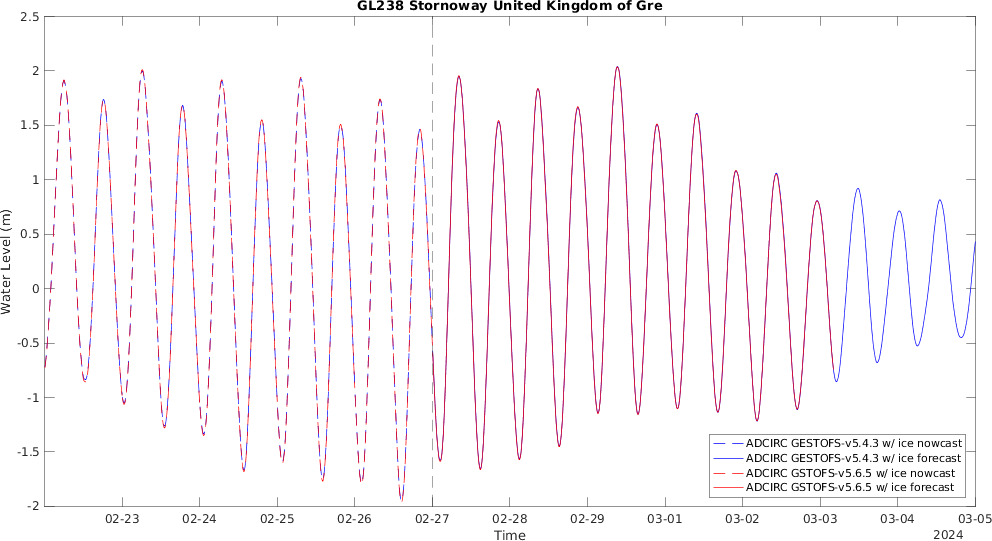 GL238 Stornoway United Kingdom of Gre
Water Level (m)
2.5
2
1.5
1
0.5
0
-0.5
-1
-1.5
-2
ADCIRC GESTOFS-v5.4.3 w/ ice nowcast
ADCIRC GESTOFS-v5.4.3 w/ ice forecast
ADCIRC GSTOFS-v5.6.5 w/ ice nowcast
ADCIRC GSTOFS-v5.6.5 w/ ice forecast
02-23 02-24 02-25 02-26 02-27 02-28 02-29 03-01 03-02 03-03 03-04 03-05
Time
2024